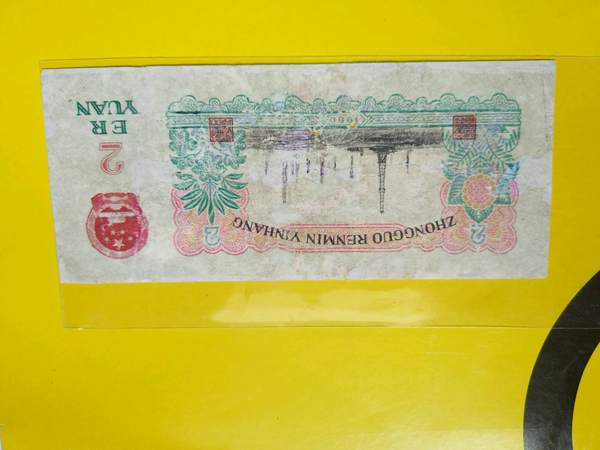 ZHONGGUO RENMIN YINHANG
2
2
1960
2
ER
YUAN